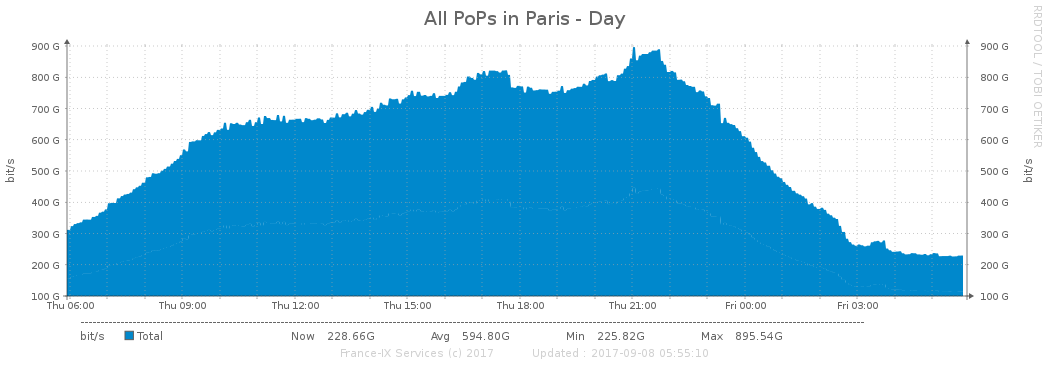 All PoPs in Paris - Day
RRDTOOL / TOBI OETIKER
900 G 900 G
800 G 800 G
700 G 700 G
600 G 600 G
500 G 500 G
400 G 400 G
300 G 300 G
200 G 200 G
100 G 100 G
bit/s bit/s
Thu 06:00 Thu 09:00 Thu 12:00 Thu 15:00 Thu 18:00 Thu 21:00 Fri 00:00 Fri 03:00
bit/s Total Now 228.66G Avg 594.80G Min 225.82G Max 895.54G
France-IX Services (c) 2017 Updated : 2017-09-08 05:55:10